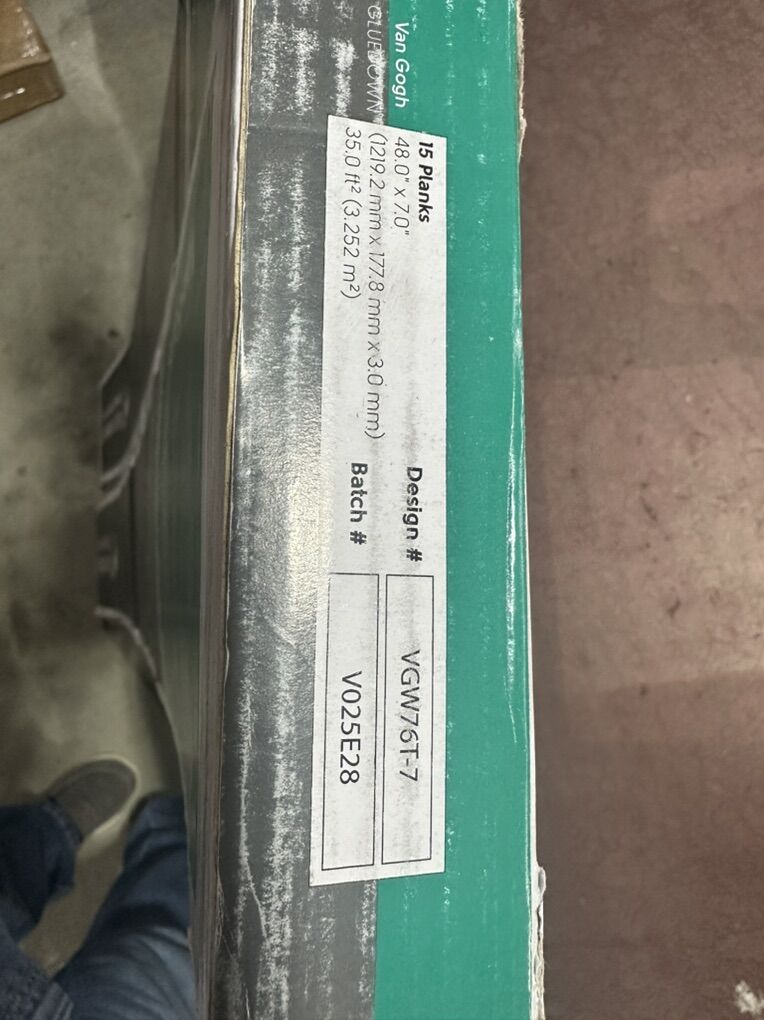 Van Gogh
GLUEDOWN
15 Planks
48.0" x 7.0"
(1219.2 mm x 177.8 mm x 3.0 mm)
35.0 ft² (3.252 m²)
Design # VGW76T-7
Batch # V025E28